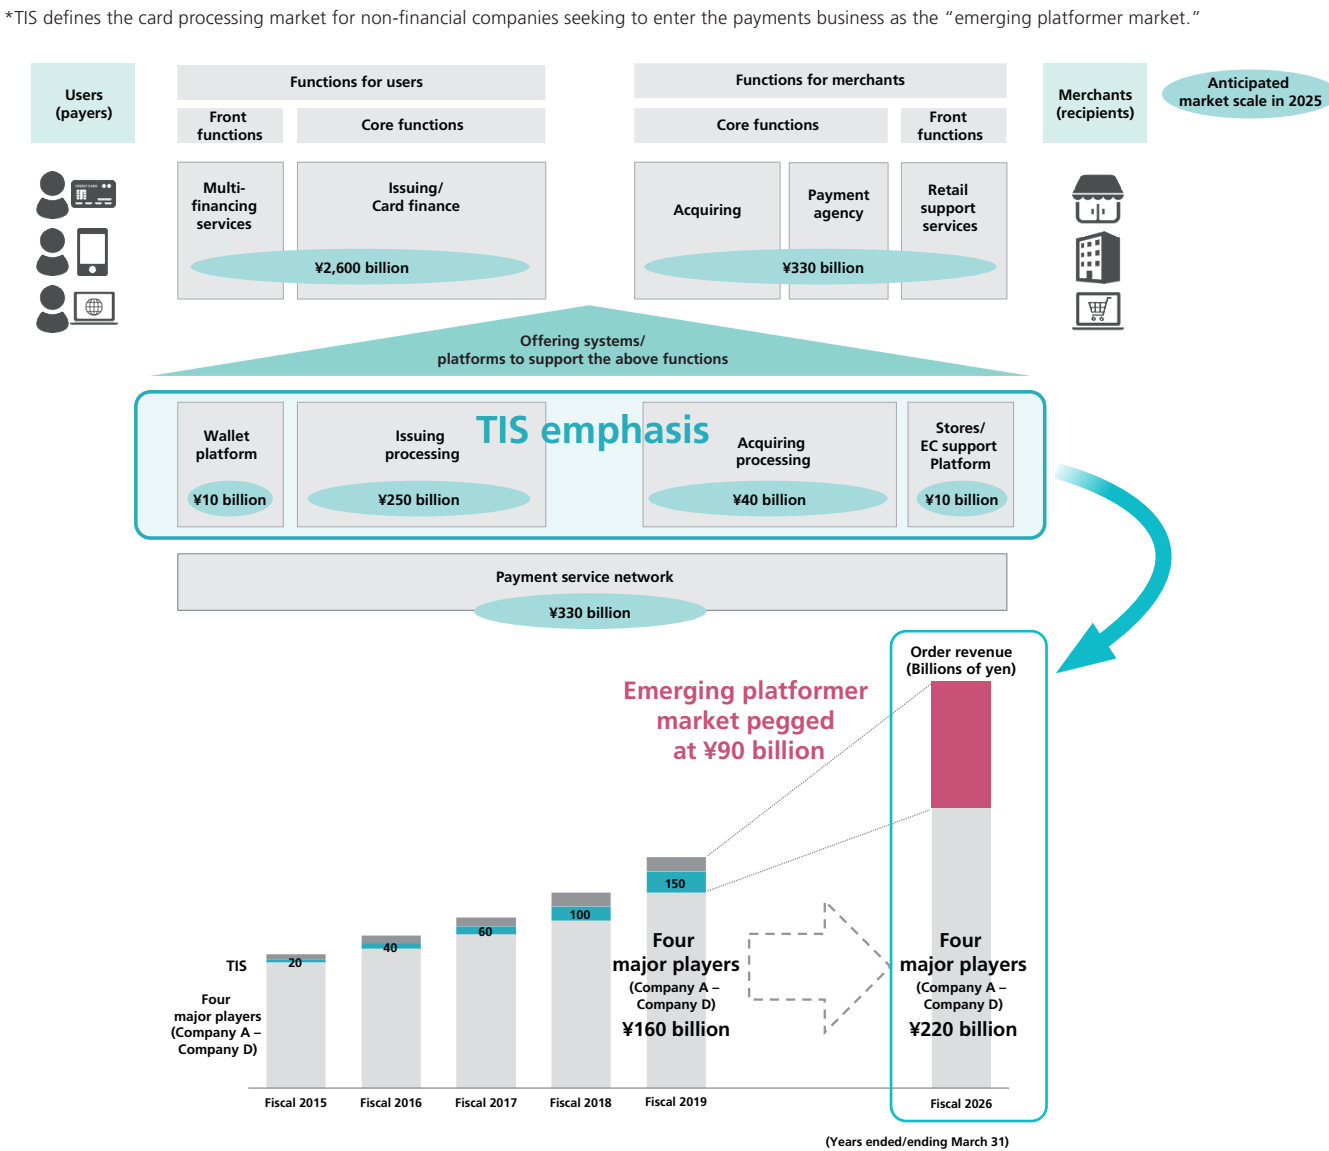 *TIS defines the card processing market for non-financial companies seeking to enter the payments business as the “emerging platformer market.”
Users
(payers)
Functions for users
Functions for merchants
Merchants
(recipients)
Anticipated
market scale in 2025
Front
functions
Core functions
Core functions
Front
functions
Multi-
financing
services
Issuing/
Card finance
Acquiring
Payment
agency
Retail
support
services
CREDIT CARD
¥2,600 billion
¥330 billion
Offering systems/
platforms to support the above functions
TIS emphasis
Wallet
platform
Issuing
processing
Acquiring
processing
Stores/
EC support
Platform
¥10 billion
¥250 billion
¥40 billion
¥10 billion
Payment service network
¥330 billion
Order revenue
(Billions of yen)
Emerging platformer
market pegged
at ¥90 billion
20
40
60
100
150
TIS
Four
major players
(Company A –
Company D)
Four
major players
(Company A –
Company D)
¥160 billion
Four
major players
(Company A –
Company D)
¥220 billion
Fiscal 2015
Fiscal 2016
Fiscal 2017
Fiscal 2018
Fiscal 2019
Fiscal 2026
(Years ended/ending March 31)